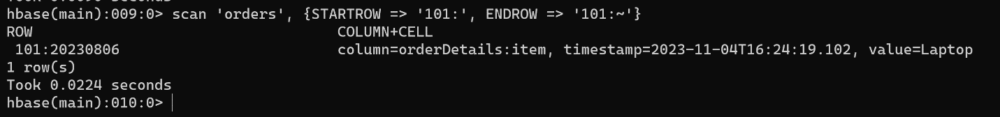 hbase(main):009:0> scan 'orders', {STARTROW => '101:', ENDROW => '101:~'}
ROW                                   COLUMN+CELL
 101:20230806                         column=orderDetails:item, timestamp=2023-11-04T16:24:19.102, value=Laptop
1 row(s)
Took 0.0224 seconds
hbase(main):010:0>